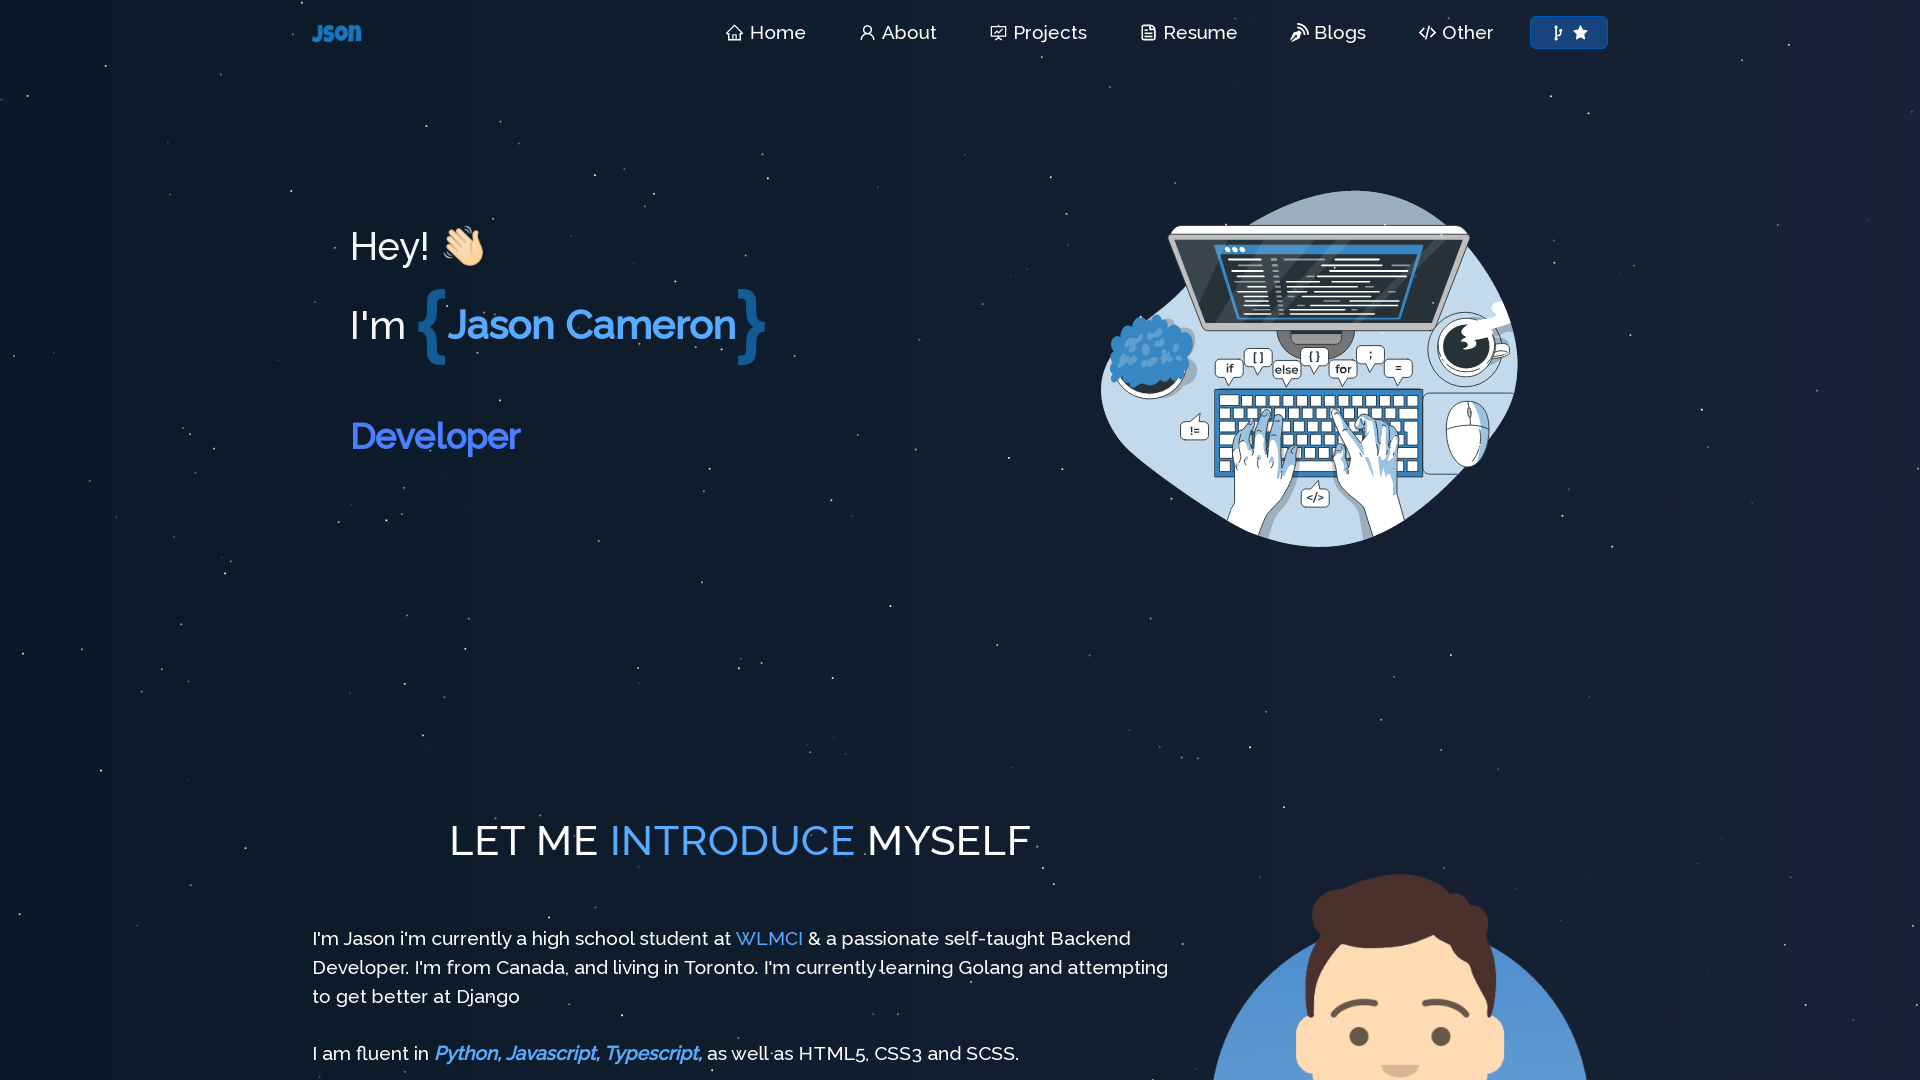 Json
Home
About
Projects
Resume
Blogs
Other
Hey! 👋🏻
I'm {Jason Cameron}
Developer
[ ]
{ }
;
if
else
for
=
!=
</>
LET ME INTRODUCE MYSELF
I'm Jason i'm currently a high school student at WLMCI & a passionate self-taught Backend
Developer. I'm from Canada, and living in Toronto. I'm currently learning Golang and attempting
to get better at Django
I am fluent in Python, Javascript, Typescript, as well as HTML5, CSS3 and SCSS.